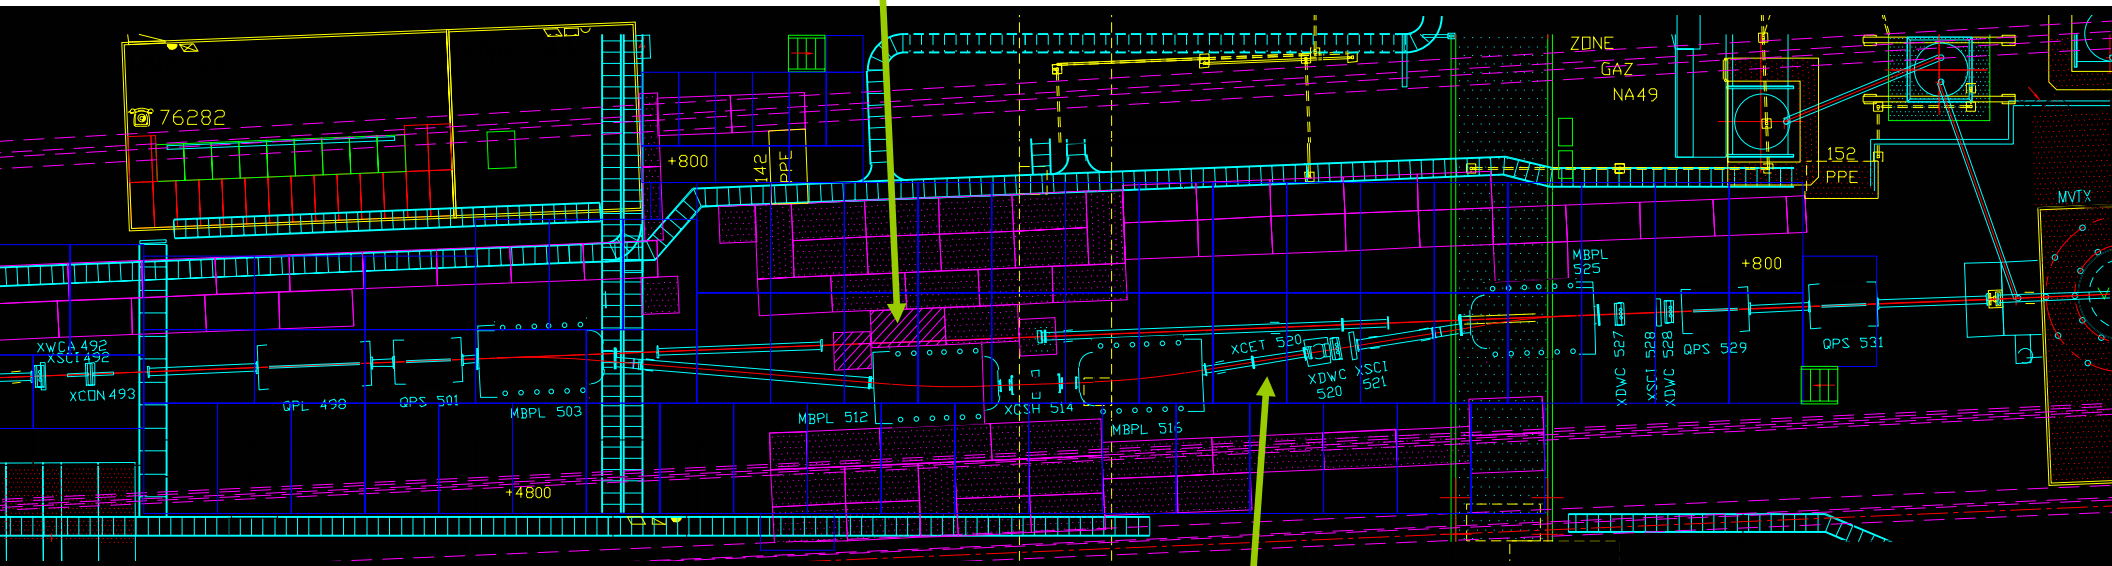 76282
+800
142
PPE
ZONE
GAZ
NA49
152
PPE
MVTX
MBPL
525
+800
XWCA 492
XSCI 492
XCON 493
QPL 498
QPS 501
MBPL 503
MBPL 512
XCSH 514
MBPL 516
XCET 520
XDWC
520
XSCI
521
XDWC 527
XSCI 528
XDWC 528
QPS 529
QPS 531
+4800